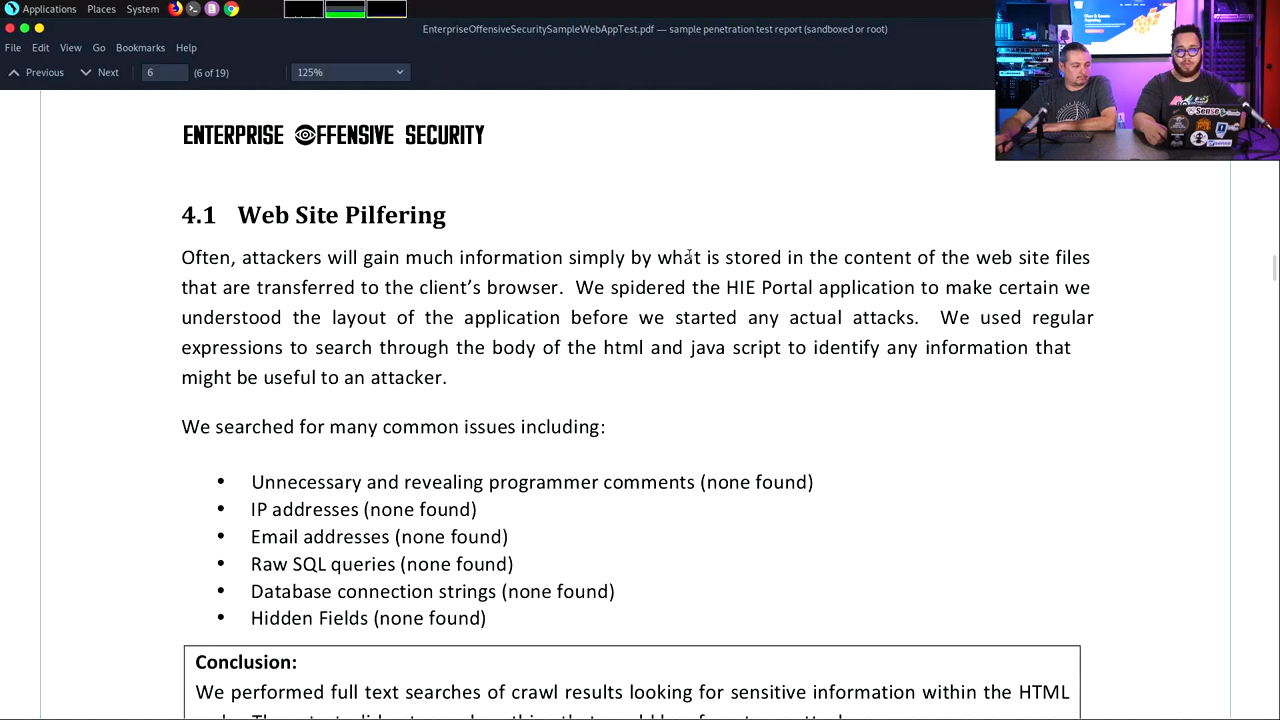 Applications Places System
EnterpriseOffensiveSecuritySampleWebAppTest.pdf — sample penetration test report (sandboxed or root)
File Edit View Go Bookmarks Help
Previous Next 6 (6 of 19) 125%
ENTERPRISE OFFENSIVE SECURITY
4.1 Web Site Pilfering
Often, attackers will gain much information simply by what is stored in the content of the web site files
that are transferred to the client’s browser. We spidered the HIE Portal application to make certain we
understood the layout of the application before we started any actual attacks. We used regular
expressions to search through the body of the html and java script to identify any information that
might be useful to an attacker.
We searched for many common issues including:
• Unnecessary and revealing programmer comments (none found)
• IP addresses (none found)
• Email addresses (none found)
• Raw SQL queries (none found)
• Database connection strings (none found)
• Hidden Fields (none found)
Conclusion:
We performed full text searches of crawl results looking for sensitive information within the HTML